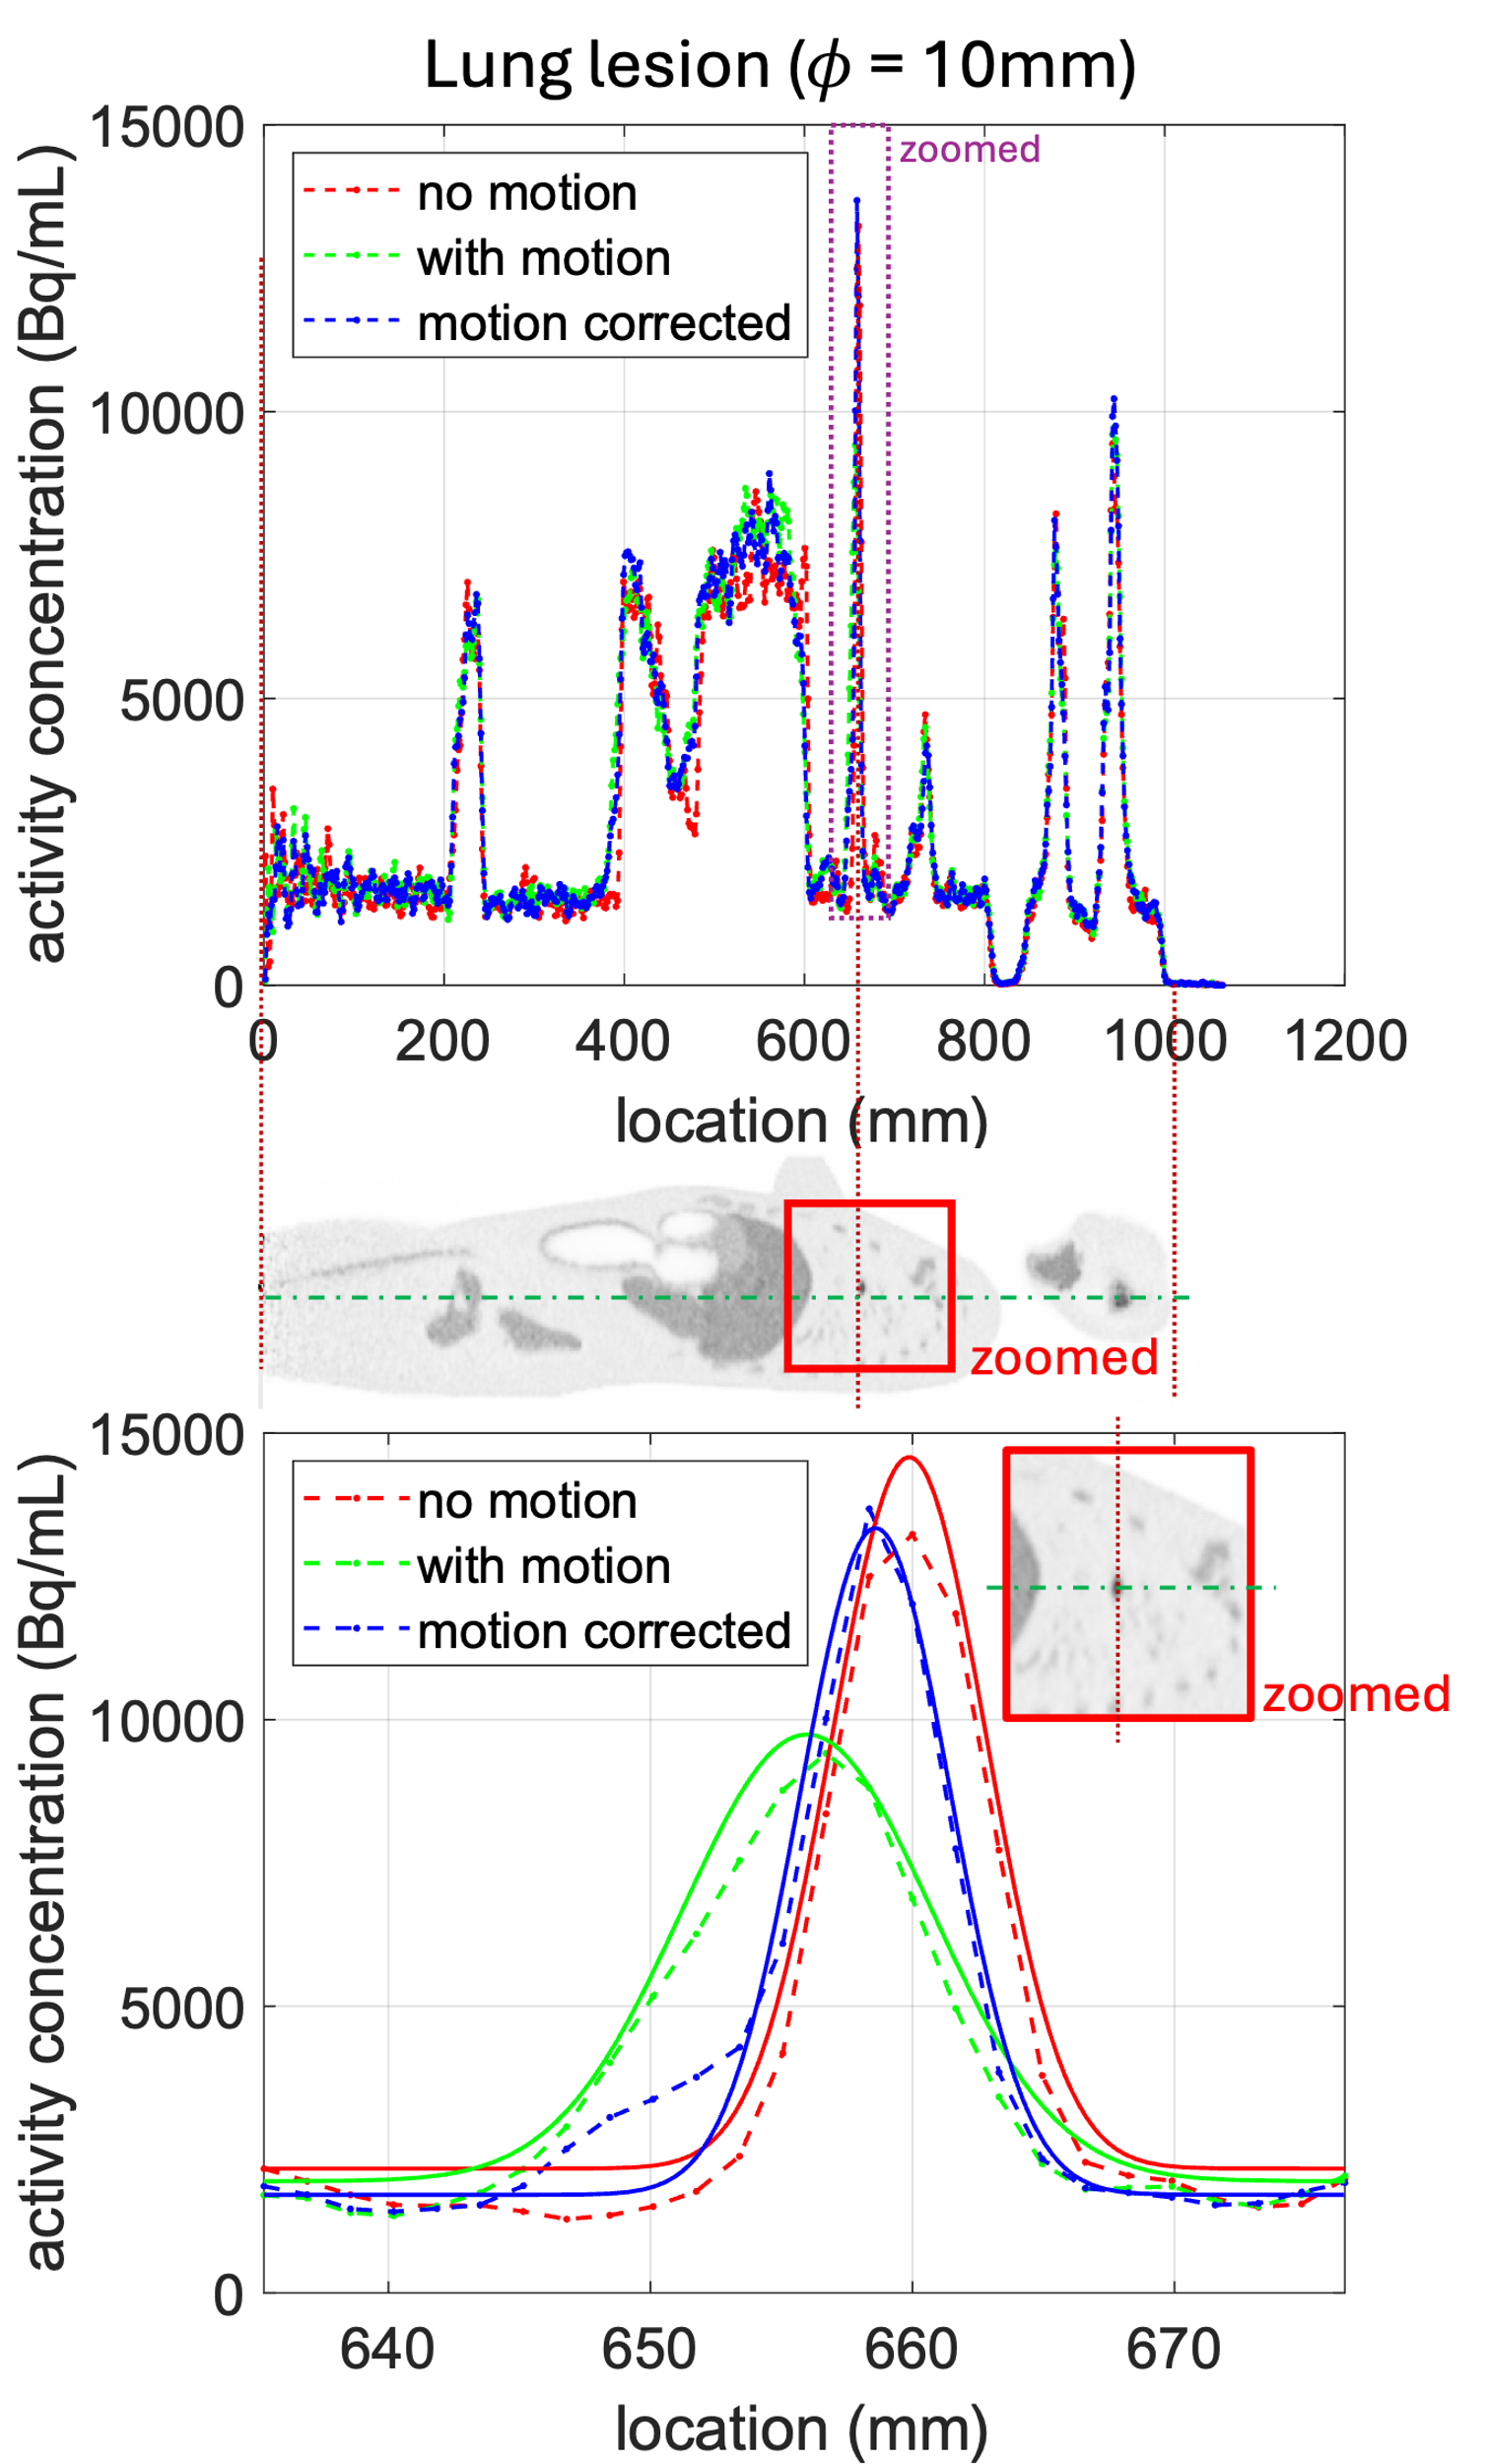 Lung lesion (ϕ = 10mm)
15000
zoomed
no motion
with motion
motion corrected
10000
5000
0
activity concentration (Bq/mL)
0 200 400 600 800 1000 1200
location (mm)
zoomed
15000
no motion
with motion
motion corrected
zoomed
10000
5000
0
activity concentration (Bq/mL)
640 650 660 670
location (mm)